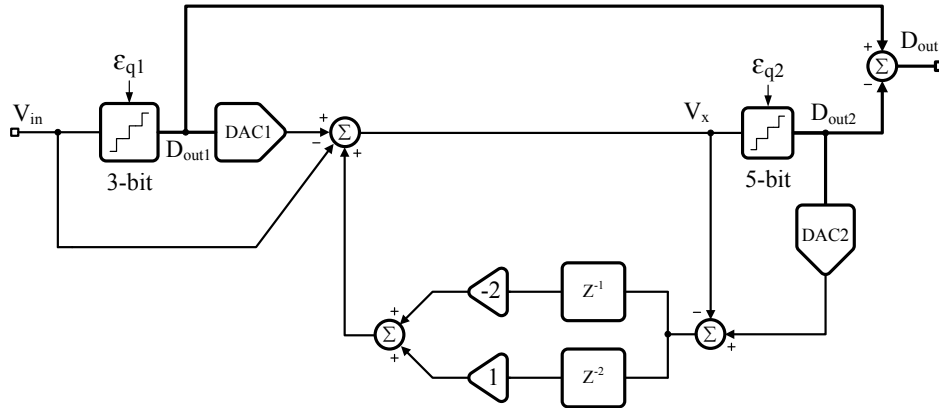 +
D_out
ε_q1
ε_q2
Σ
−
V_in
V_x
D_out2
DAC1
+
Σ
−
+
D_out1
3-bit
5-bit
DAC2
-2
Z^-1
+
−
Σ
+
Σ
+
1
Z^-2